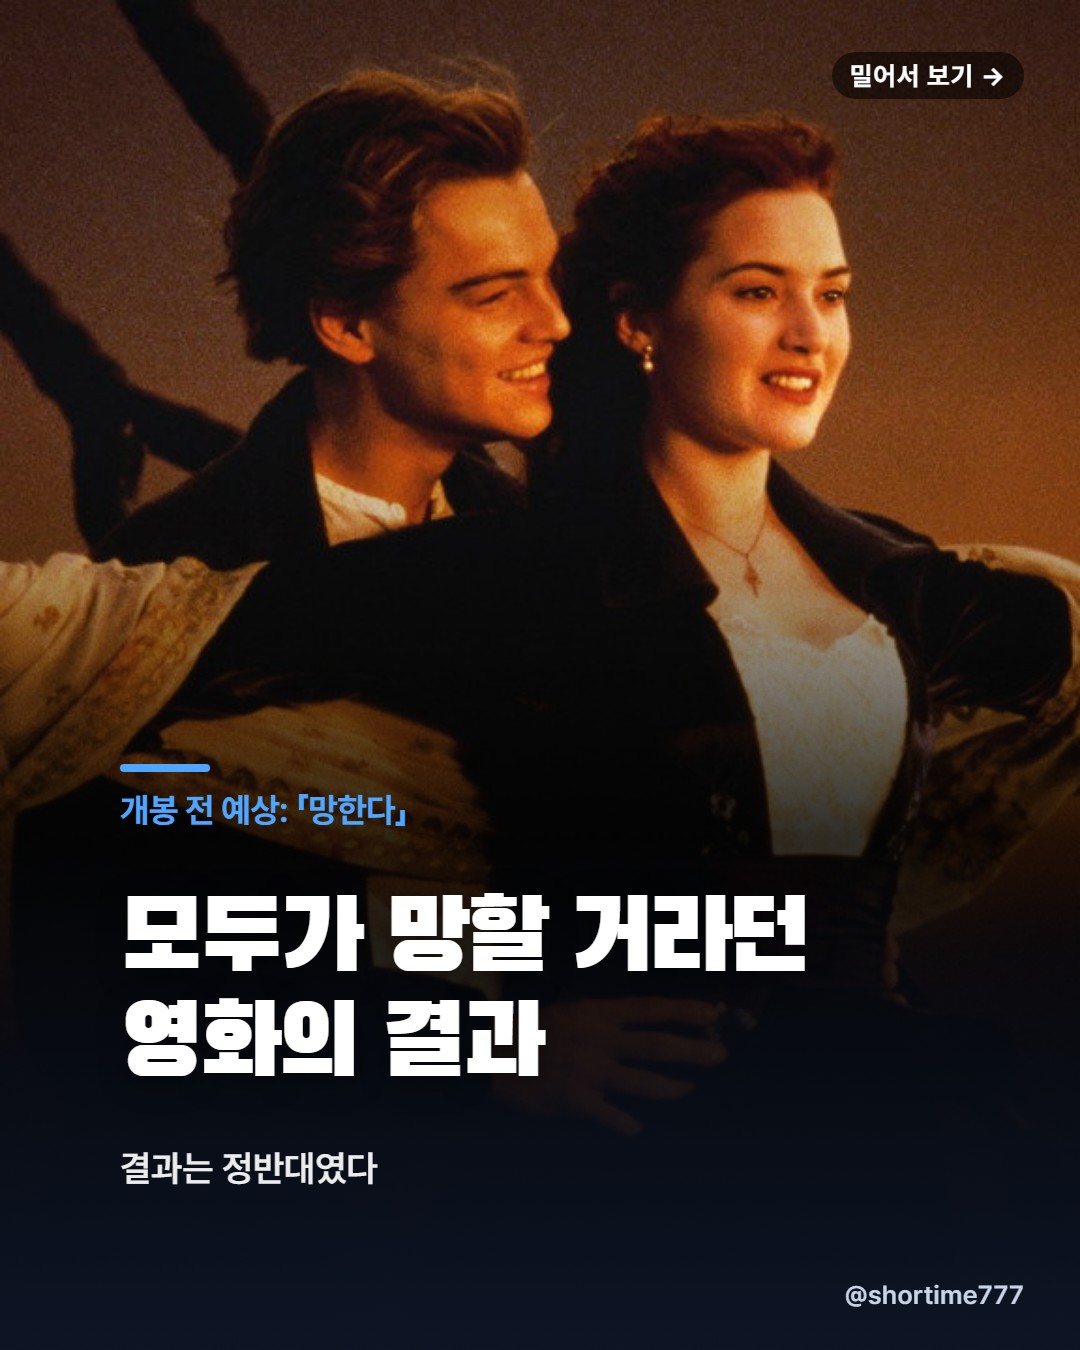 밀어서 보기 →
개봉 전 예상: 「망한다」
모두가 망할 거라던
영화의 결과
결과는 정반대였다
@shortime777